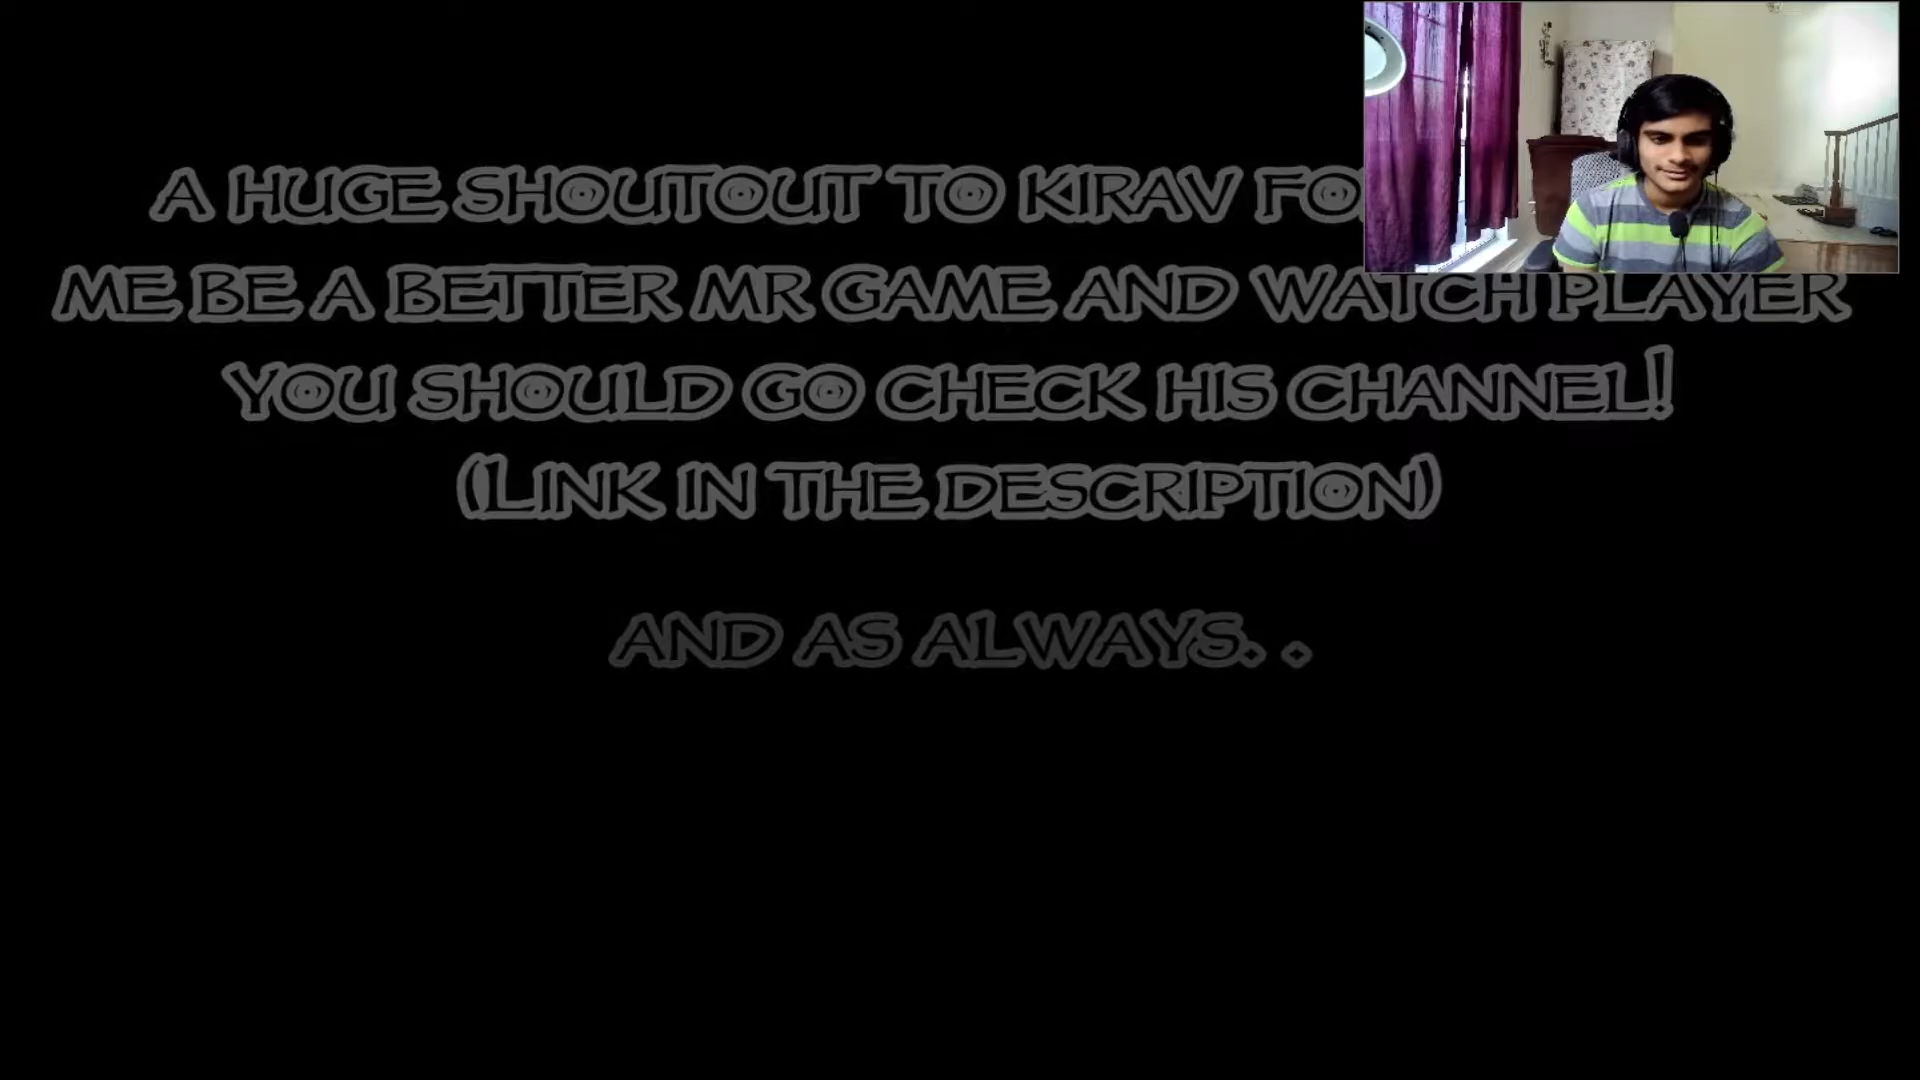 A HUGE SHOUTOUT TO KIRAV FO
ME BE A BETTER MR GAME AND WATCH PLAYER
YOU SHOULD GO CHECK HIS CHANNEL!
(LINK IN THE DESCRIPTION)
AND AS ALWAYS. .